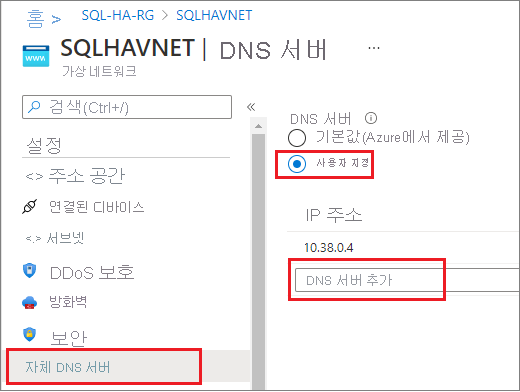 홈 > SQL-HA-RG > SQLHAVNET
SQLHAVNET | DNS 서버 ...
가상 네트워크
검색(Ctrl+/)
«
설정
<> 주소 공간
연결된 디바이스
<.> 서브넷
DDoS 보호
방화벽
보안
자체 DNS 서버
DNS 서버
기본값(Azure에서 제공)
사용자 지정
IP 주소
10.38.0.4
DNS 서버 추가